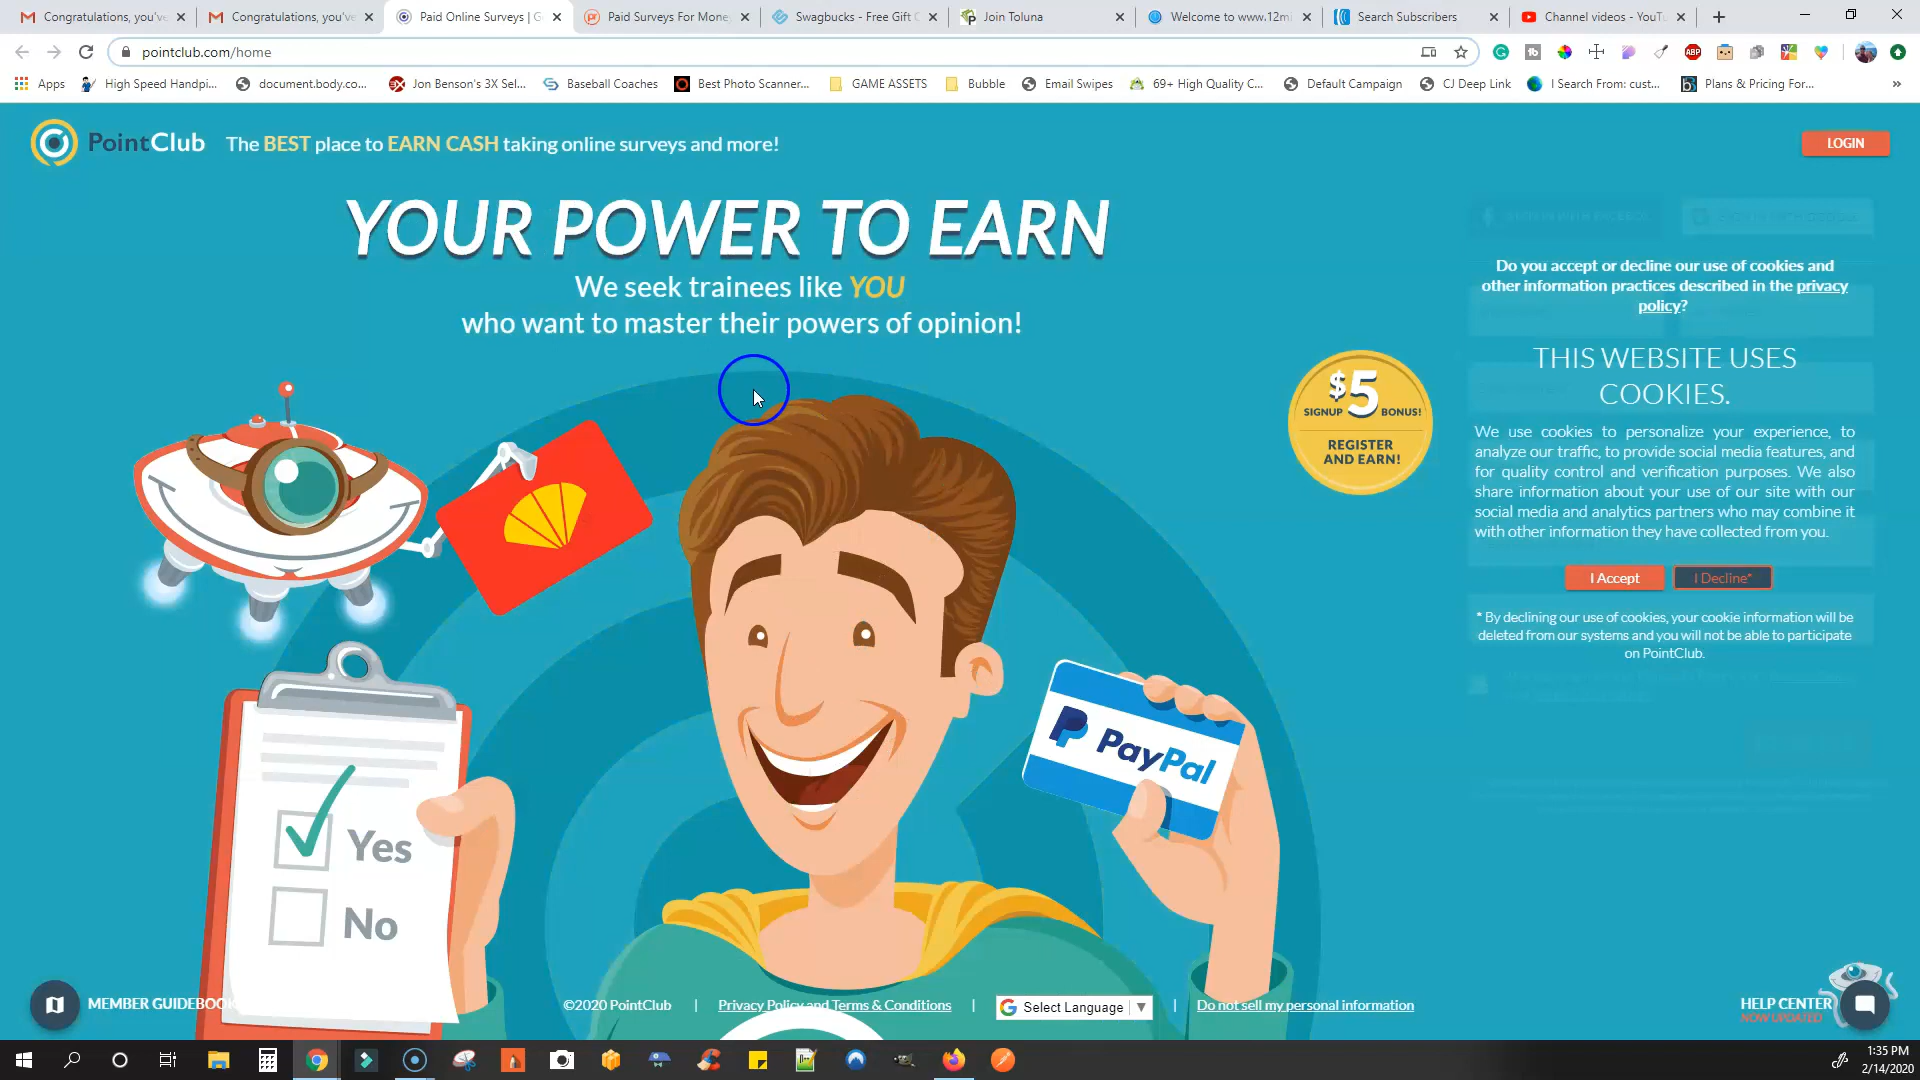 Congratulations, you've
Congratulations, you've
Paid Online Surveys | G
Paid Surveys For Money
Swagbucks - Free Gift C
Join Toluna
Welcome to www.12mi
Search Subscribers
Channel videos - YouTu
pointclub.com/home
Apps
High Speed Handpi...
document.body.co...
Jon Benson's 3X Sel...
Baseball Coaches
Best Photo Scanner...
GAME ASSETS
Bubble
Email Swipes
69+ High Quality C...
Default Campaign
CJ Deep Link
I Search From: cust...
Plans & Pricing For...
PointClub
The BEST place to EARN CASH taking online surveys and more!
LOGIN
YOUR POWER TO EARN
We seek trainees like YOU
who want to master their powers of opinion!
$5
SIGNUP BONUS!
REGISTER
AND EARN!
Do you accept or decline our use of cookies and
other information practices described in the privacy
policy?
THIS WEBSITE USES
COOKIES.
We use cookies to personalize your experience, to
analyze our traffic, to provide social media features, and
for quality control and verification purposes. We also
share information about your use of our site with our
social media and analytics partners who may combine it
with other information they have collected from you.
I Accept
I Decline*
* By declining our use of cookies, your cookie information will be
deleted from our systems and you will not be able to participate
on PointClub.
PayPal
Yes
No
MEMBER GUIDEBOOK
©2020 PointClub
|
Privacy Policy and Terms & Conditions
|
Select Language
|
Do not sell my personal information
HELP CENTER
NOW UPDATED
1:35 PM
2/14/2020